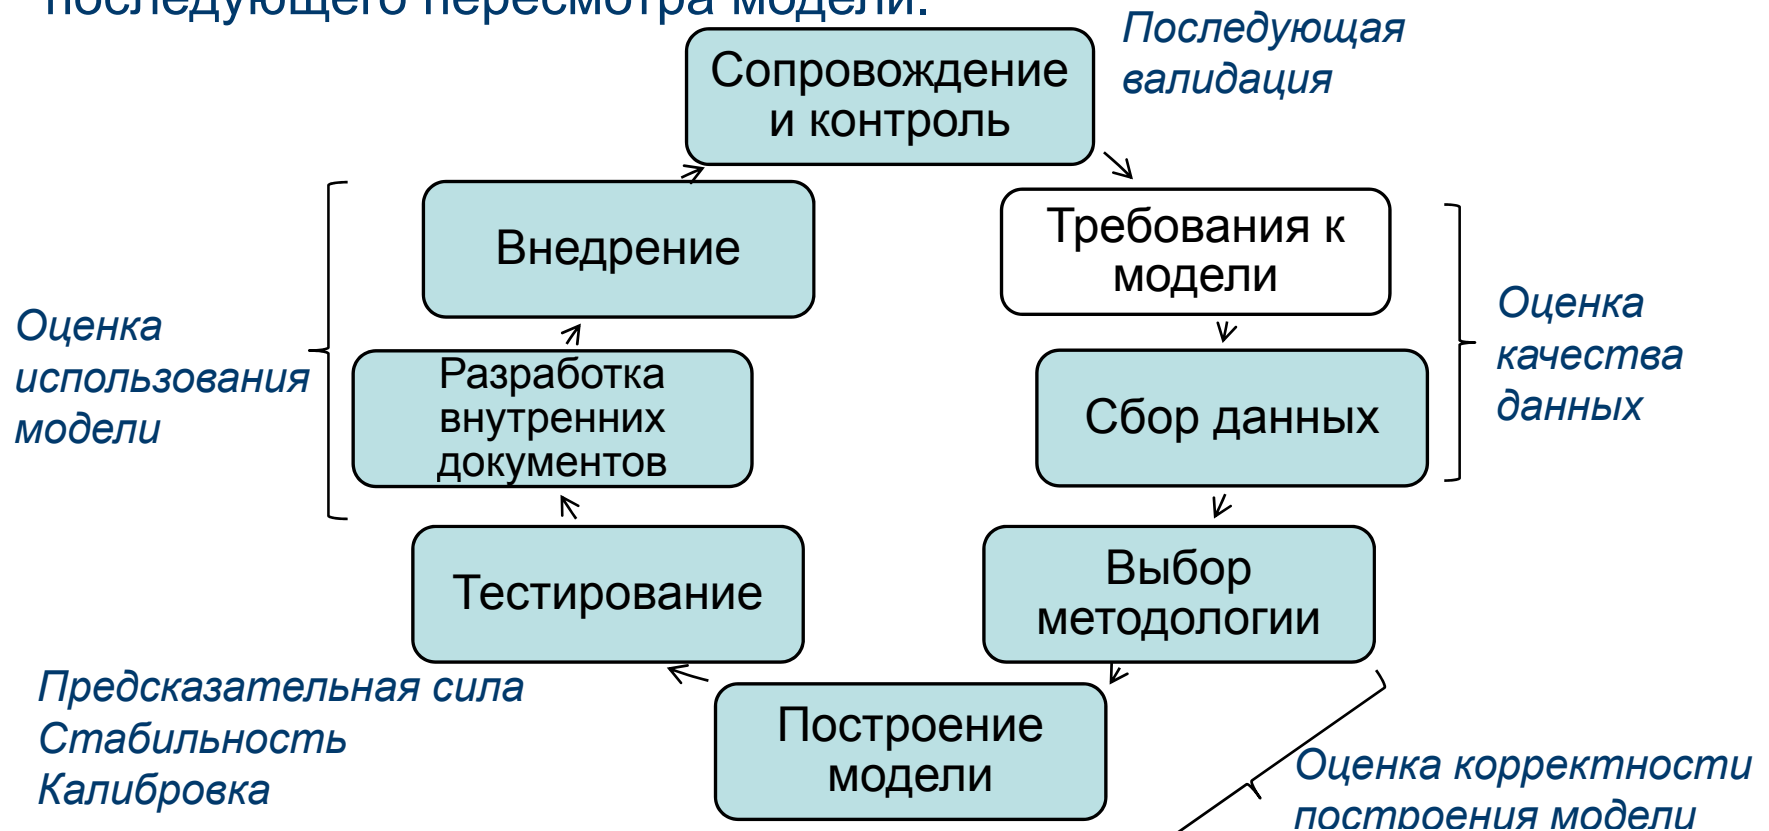 последующего пересмотра модели.
Последующая
валидация
Сопровождение
и контроль
Внедрение
Требования к
модели
Оценка
использования
модели
Разработка
внутренних
документов
Сбор данных
Оценка
качества
данных
Тестирование
Выбор
методологии
Предсказательная сила
Стабильность
Калибровка
Построение
модели
Оценка корректности
построения модели